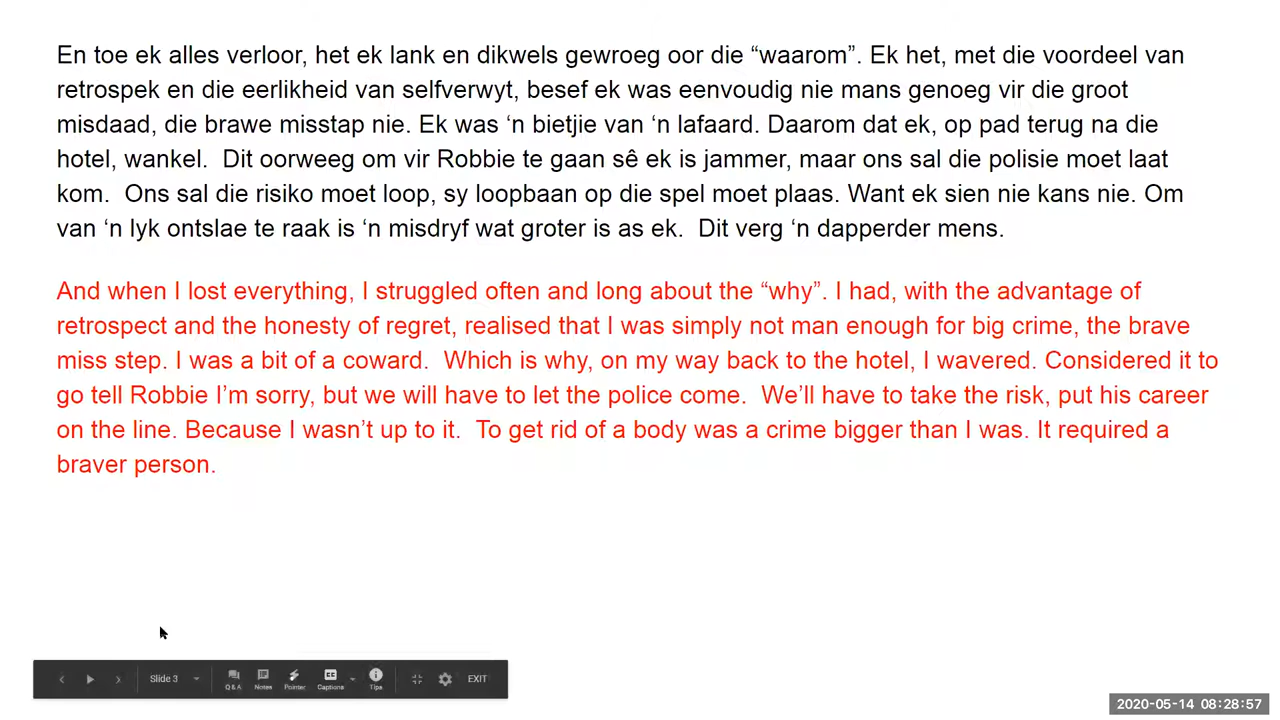 En toe ek alles verloor, het ek lank en dikwels gewroeg oor die “waarom”. Ek het, met die voordeel van
retrospek en die eerlikheid van selfverwyt, besef ek was eenvoudig nie mans genoeg vir die groot
misdaad, die brawe misstap nie. Ek was ‘n bietjie van ‘n lafaard. Daarom dat ek, op pad terug na die
hotel, wankel.  Dit oorweeg om vir Robbie te gaan sê ek is jammer, maar ons sal die polisie moet laat
kom.  Ons sal die risiko moet loop, sy loopbaan op die spel moet plaas. Want ek sien nie kans nie. Om
van ‘n lyk ontslae te raak is ‘n misdryf wat groter is as ek.  Dit verg ‘n dapperder mens.
And when I lost everything, I struggled often and long about the “why”. I had, with the advantage of
retrospect and the honesty of regret, realised that I was simply not man enough for big crime, the brave
miss step. I was a bit of a coward.  Which is why, on my way back to the hotel, I wavered. Considered it to
go tell Robbie I’m sorry, but we will have to let the police come.  We’ll have to take the risk, put his career
on the line. Because I wasn’t up to it.  To get rid of a body was a crime bigger than I was. It required a
braver person.
Slide 3 Q & A Notes Pointer Captions Tips EXIT
2020-05-14 08:28:57